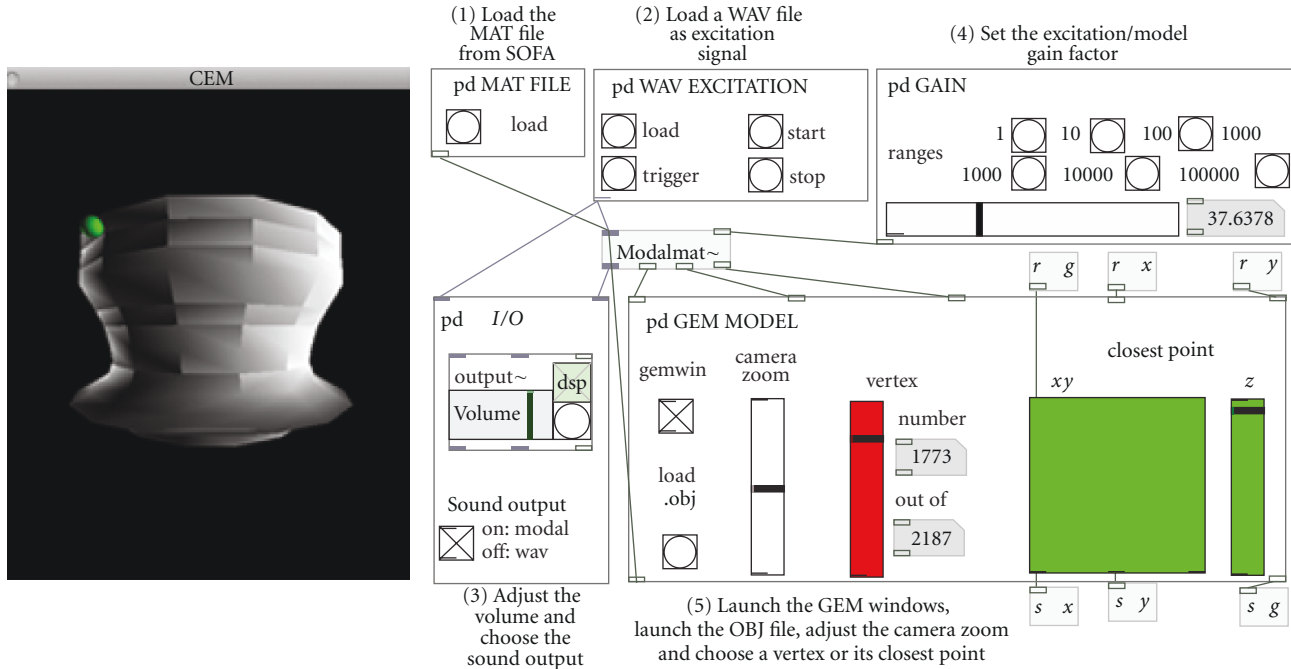 (1) Load the
MAT file
from SOFA
(2) Load a WAV file
as excitation
signal
(4) Set the excitation/model
gain factor
CEM
pd MAT FILE
load
pd WAV EXCITATION
load
start
trigger
stop
pd GAIN
ranges
1
10
100
1000
1000
10000
100000
37.6378
Modalmat~
r g
r x
r y
pd I/O
output~
dsp
Volume
Sound output
on: modal
off: wav
pd GEM MODEL
gemwin
camera
zoom
load
.obj
vertex
number
1773
out of
2187
closest point
xy
z
s x
s y
s g
(3) Adjust the
volume and
choose the
sound output
(5) Launch the GEM windows,
launch the OBJ file, adjust the camera zoom
and choose a vertex or its closest point